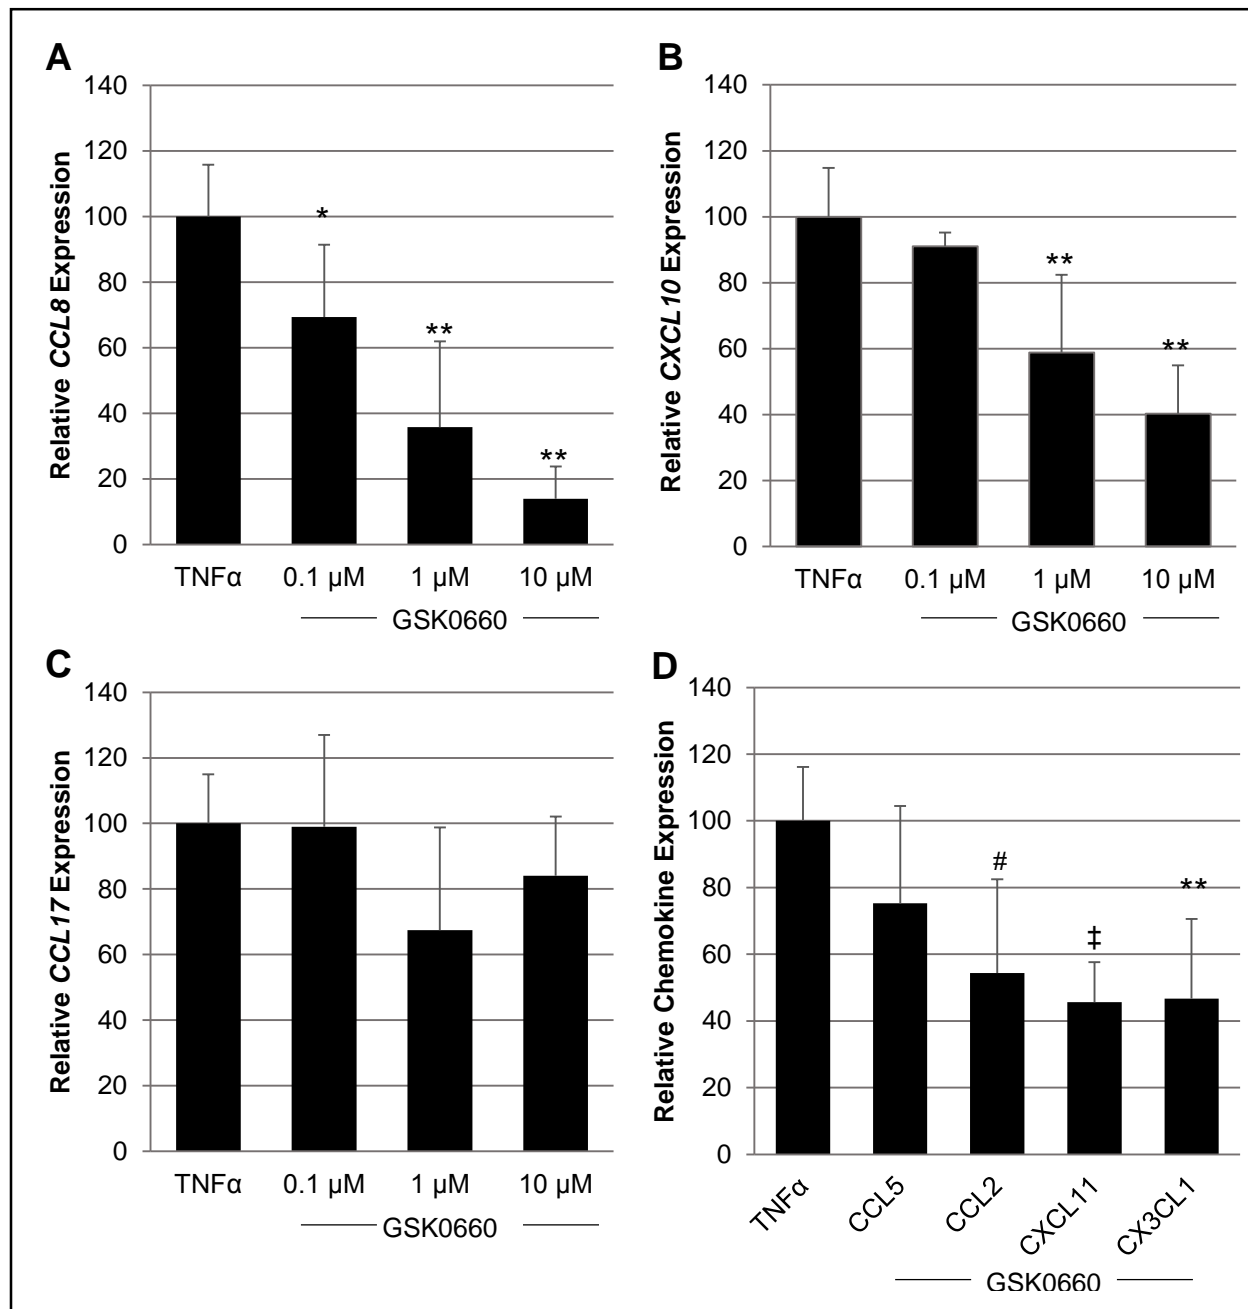 A
Relative CCL8 Expression
140
120
100
80
60
40
20
0
*
**
**
TNFα 0.1 µM 1 µM 10 µM
GSK0660
B
Relative CXCL10 Expression
140
120
100
80
60
40
20
0
**
**
TNFα 0.1 µM 1 µM 10 µM
GSK0660
C
Relative CCL17 Expression
140
120
100
80
60
40
20
0
TNFα 0.1 µM 1 µM 10 µM
GSK0660
D
Relative Chemokine Expression
140
120
100
80
60
40
20
0
#
‡
**
TNFα CCL5 CCL2 CXCL11 CX3CL1
GSK0660